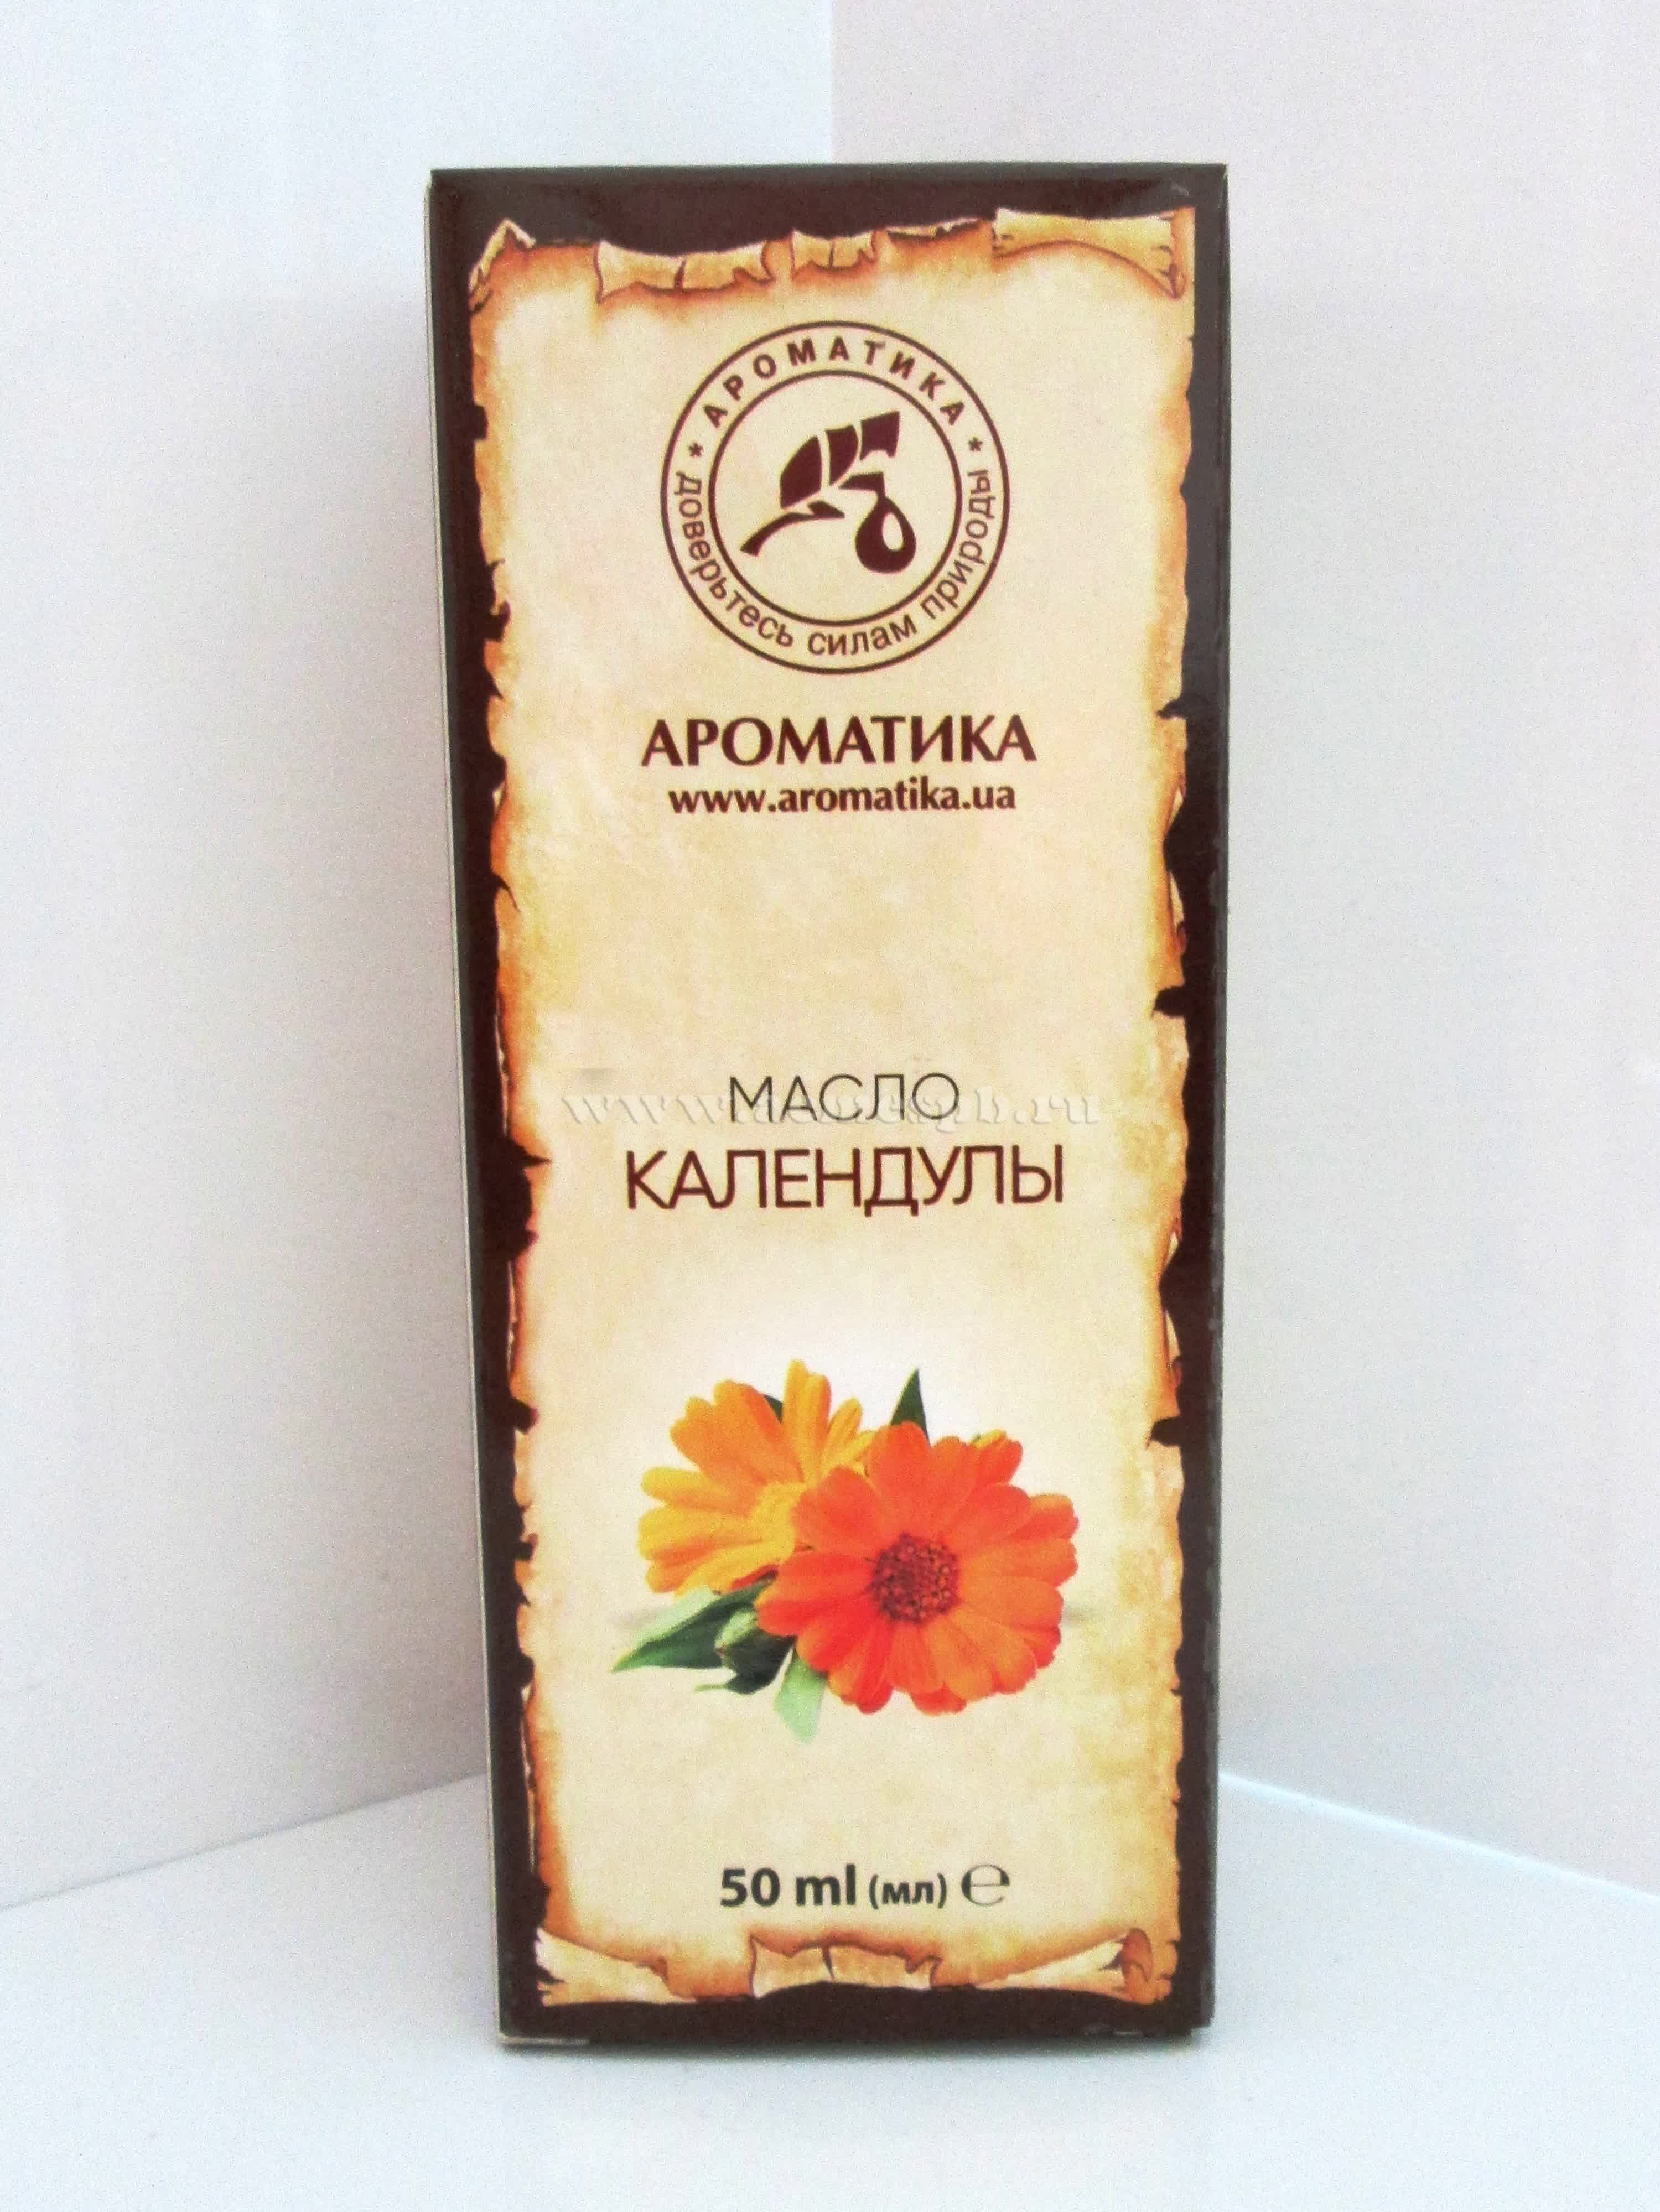 * АРОМАТИКА *
доверьтесь силам природы
АРОМАТИКА
www.aromatika.ua
МАСЛО
КАЛЕНДУЛЫ
50 ml (мл) ℮